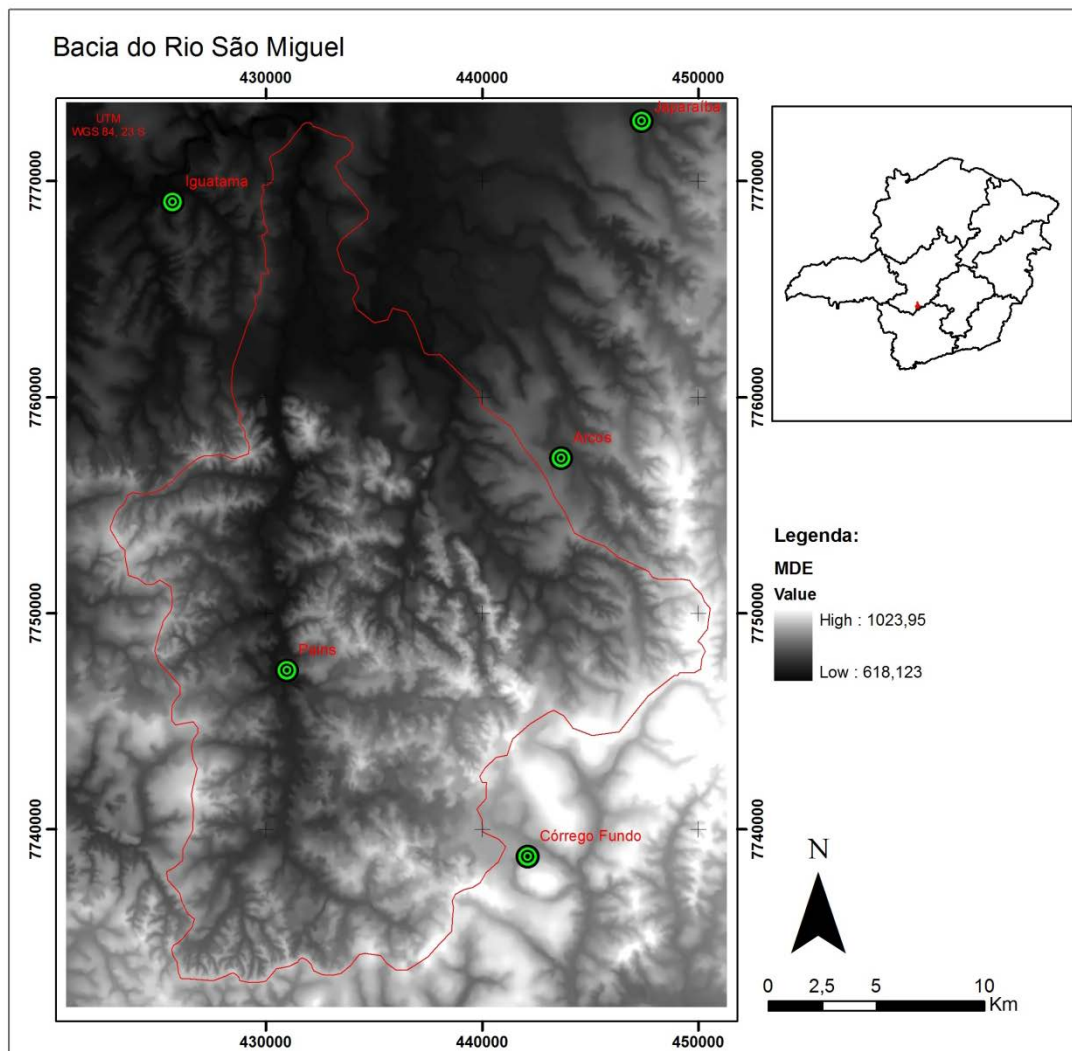 Bacia do Rio São Miguel
430000 440000 450000
UTM
WGS 84, 23 S
Japaraíba
7770000 7770000
Iguatama
7760000 7760000
Arcos
7750000 7750000
Pains
7740000 7740000
Córrego Fundo
430000 440000 450000
Legenda:
MDE
Value
High : 1023,95
Low : 618,123
N
0 2,5 5 10
Km